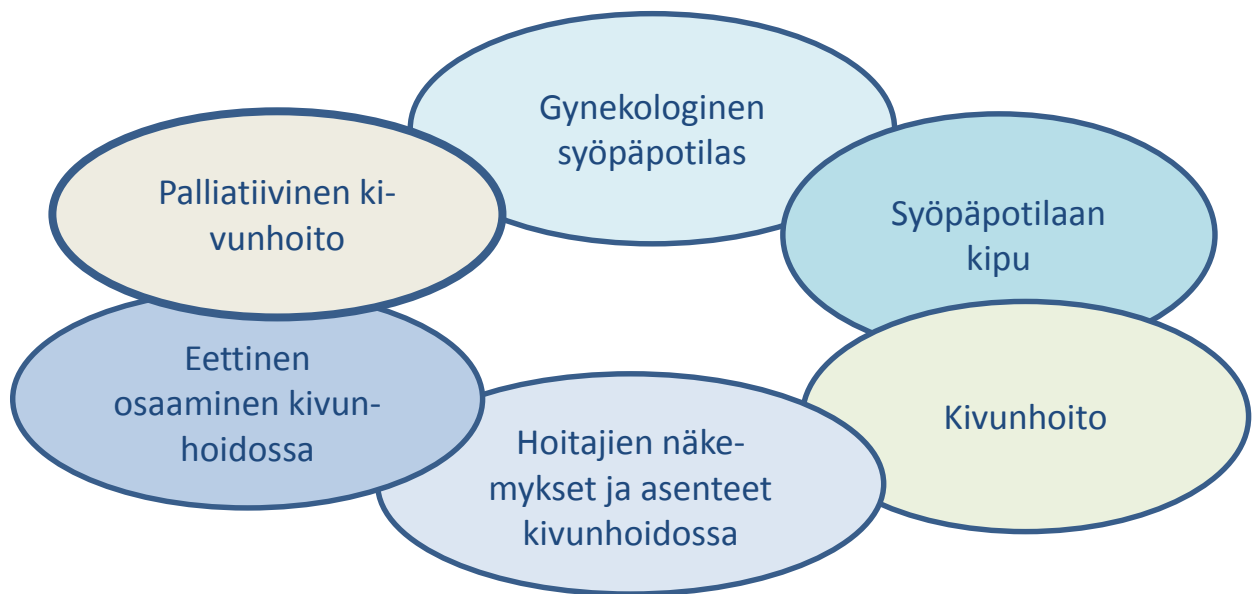 Gynekologinen
syöpäpotilas
Palliatiivinen ki-
vunhoito
Syöpäpotilaan
kipu
Eettinen
osaaminen kivun-
hoidossa
Hoitajien näke-
mykset ja asenteet
kivunhoidossa
Kivunhoito